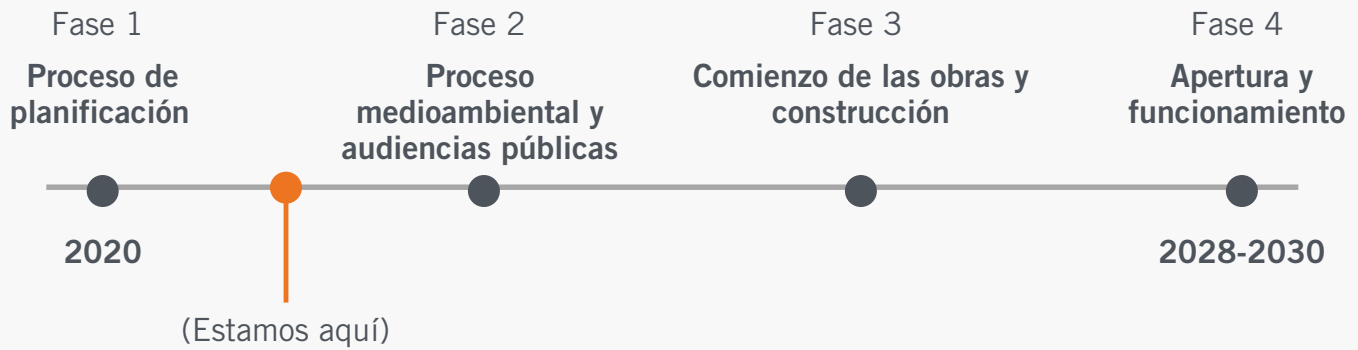 Fase 1
Proceso de
planificación
Fase 2
Proceso
medioambiental y
audiencias públicas
Fase 3
Comienzo de las obras y
construcción
Fase 4
Apertura y
funcionamiento
2020
2028-2030
(Estamos aquí)